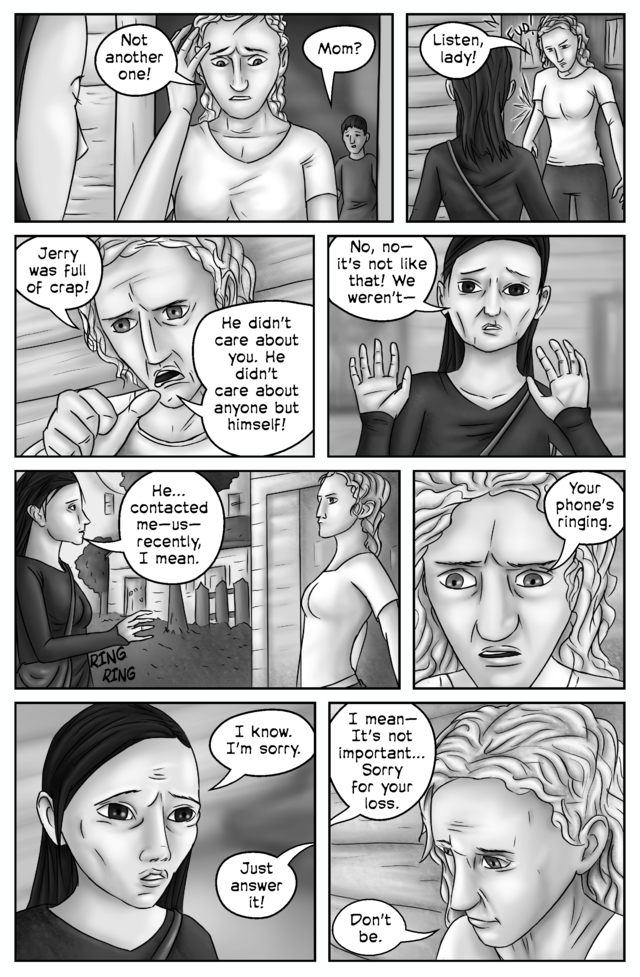 Not
another
one!
Mom?
Listen,
lady!
Jerry
was full
of crap!
He didn't
care about
you. He
didn't
care about
anyone but
himself!
No, no—
it's not like
that! We
weren't—
He...
contacted
me—us—
recently,
I mean.
RING
RING
Your
phone's
ringing.
I know.
I'm sorry.
Just
answer
it!
I mean—
It's not
important...
Sorry
for your
loss.
Don't
be.